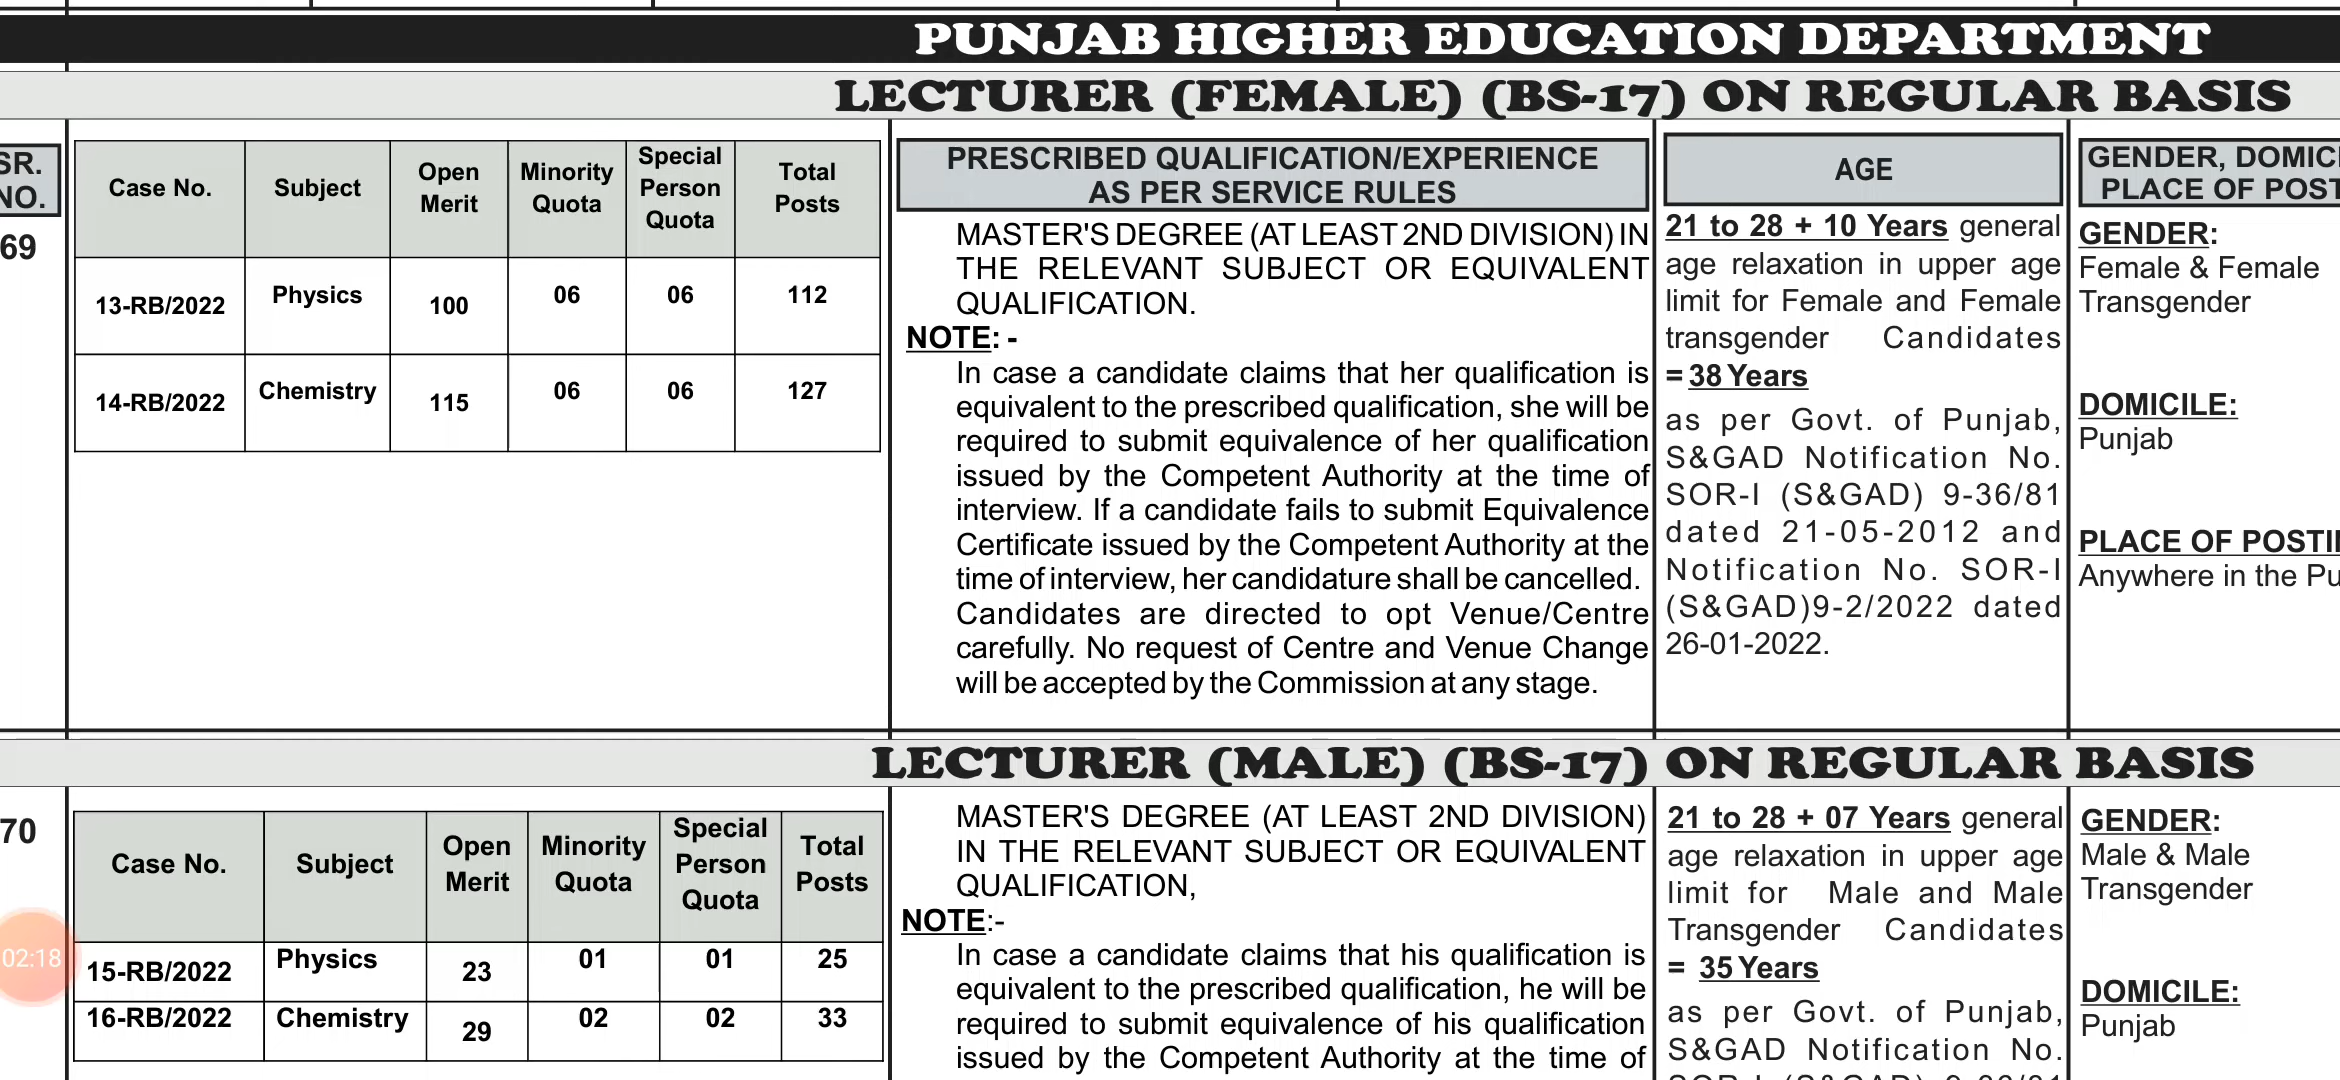 PUNJAB HIGHER EDUCATION DEPARTMENT
LECTURER (FEMALE) (BS-17) ON REGULAR BASIS
SR.
NO.
69
Case No. Subject Open Merit Minority Quota Special Person Quota Total Posts
13-RB/2022 Physics 100 06 06 112
14-RB/2022 Chemistry 115 06 06 127
PRESCRIBED QUALIFICATION/EXPERIENCE
AS PER SERVICE RULES
MASTER'S DEGREE (AT LEAST 2ND DIVISION) IN
THE RELEVANT SUBJECT OR EQUIVALENT
QUALIFICATION.
NOTE: -
In case a candidate claims that her qualification is
equivalent to the prescribed qualification, she will be
required to submit equivalence of her qualification
issued by the Competent Authority at the time of
interview. If a candidate fails to submit Equivalence
Certificate issued by the Competent Authority at the
time of interview, her candidature shall be cancelled.
Candidates are directed to opt Venue/Centre
carefully. No request of Centre and Venue Change
will be accepted by the Commission at any stage.
AGE
21 to 28 + 10 Years general
age relaxation in upper age
limit for Female and Female
transgender Candidates
= 38 Years
as per Govt. of Punjab,
S&GAD Notification No.
SOR-I (S&GAD) 9-36/81
dated 21-05-2012 and
Notification No. SOR-I
(S&GAD)9-2/2022 dated
26-01-2022.
GENDER, DOMIC
PLACE OF POST
GENDER:
Female & Female
Transgender
DOMICILE:
Punjab
PLACE OF POSTI
Anywhere in the Pu
LECTURER (MALE) (BS-17) ON REGULAR BASIS
70
Case No. Subject Open Merit Minority Quota Special Person Quota Total Posts
15-RB/2022 Physics 23 01 01 25
16-RB/2022 Chemistry 29 02 02 33
02:18
MASTER'S DEGREE (AT LEAST 2ND DIVISION)
IN THE RELEVANT SUBJECT OR EQUIVALENT
QUALIFICATION,
NOTE:-
In case a candidate claims that his qualification is
equivalent to the prescribed qualification, he will be
required to submit equivalence of his qualification
issued by the Competent Authority at the time of
21 to 28 + 07 Years general
age relaxation in upper age
limit for Male and Male
Transgender Candidates
= 35 Years
as per Govt. of Punjab,
S&GAD Notification No.
GENDER:
Male & Male
Transgender
DOMICILE:
Punjab